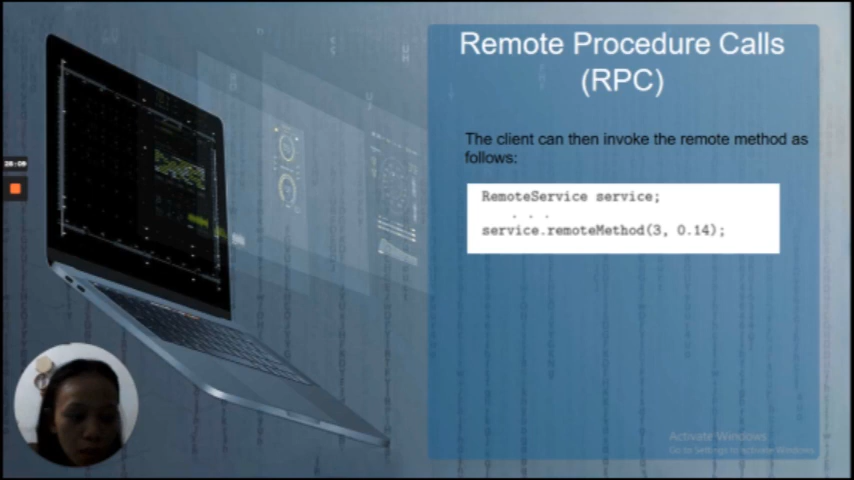 Remote Procedure Calls
(RPC)
The client can then invoke the remote method as
follows:
RemoteService service;
. . .
service.remoteMethod(3, 0.14);
Activate Windows
Go to Settings to activate Windows.